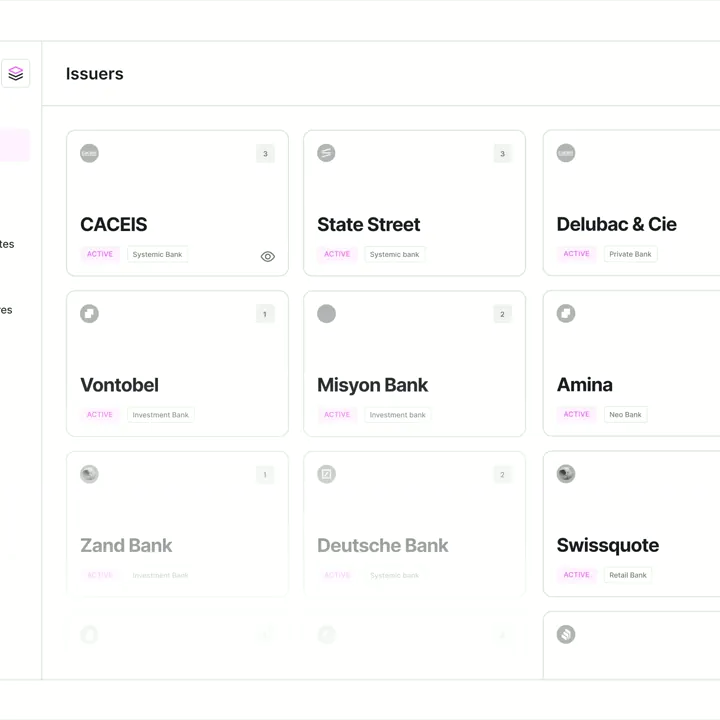 Issuers
3
3
CACEIS
State Street
Delubac & Cie
ACTIVE
Systemic Bank
ACTIVE
Systemic bank
ACTIVE
Private Bank
tes
1
2
res
Vontobel
Misyon Bank
Amina
ACTIVE
Investment Bank
ACTIVE
Investment bank
ACTIVE
Neo Bank
1
2
Zand Bank
Deutsche Bank
Swissquote
ACTIVE
Investment Bank
ACTIVE
Systemic bank
ACTIVE
Retail Bank